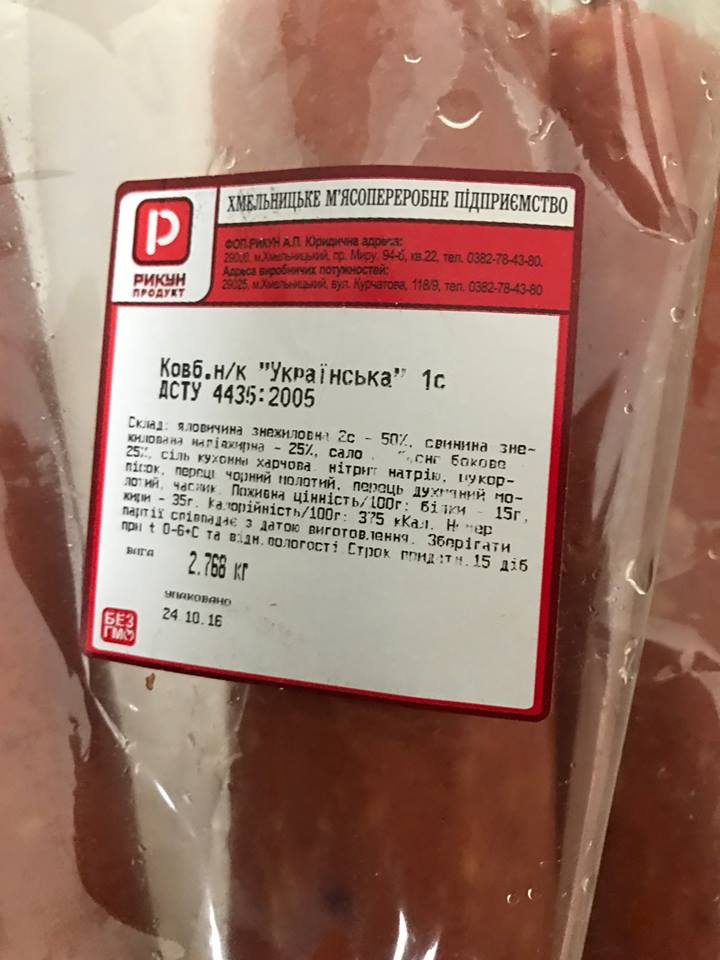 ХМЕЛЬНИЦЬКЕ М'ЯСОПЕРЕРОБНЕ ПІДПРИЄМСТВО
Р
РИКУН
ПРОДУКТ
ФОП РИКУН А.П. Юридична адреса:
м.Хмельницький, пр. Миру, 94-б, кв.22, тел. 0382-78-43-80.
Адреса виробничих потужностей:
29025, м.Хмельницький, вул. Курчатова, 118/9, тел. 0382-78-43-80
Ковб.н/к "Українська" 1с
ДСТУ 4435:2005
Склад: яловичина знежиловна 2с - 50%, свинина зне-
жилована напівжирна - 25%, сало бокове
25%, сіль кухонна харчова, нітрит натрію, цукор-
пісок, перець чорний молотий, перець духмяний мо-
лотий, часник. Поживна цінність/100г: білки - 15г,
жири - 35г. Калорійність/100г: 375 кКал. Номер
партії співпадає з датою виготовлення. Зберігати
при t 0-6+C та відн.вологості Строк придатн.15 діб
вага 2.768 кг
упаковано
24.10.16
БЕЗ
ГМО